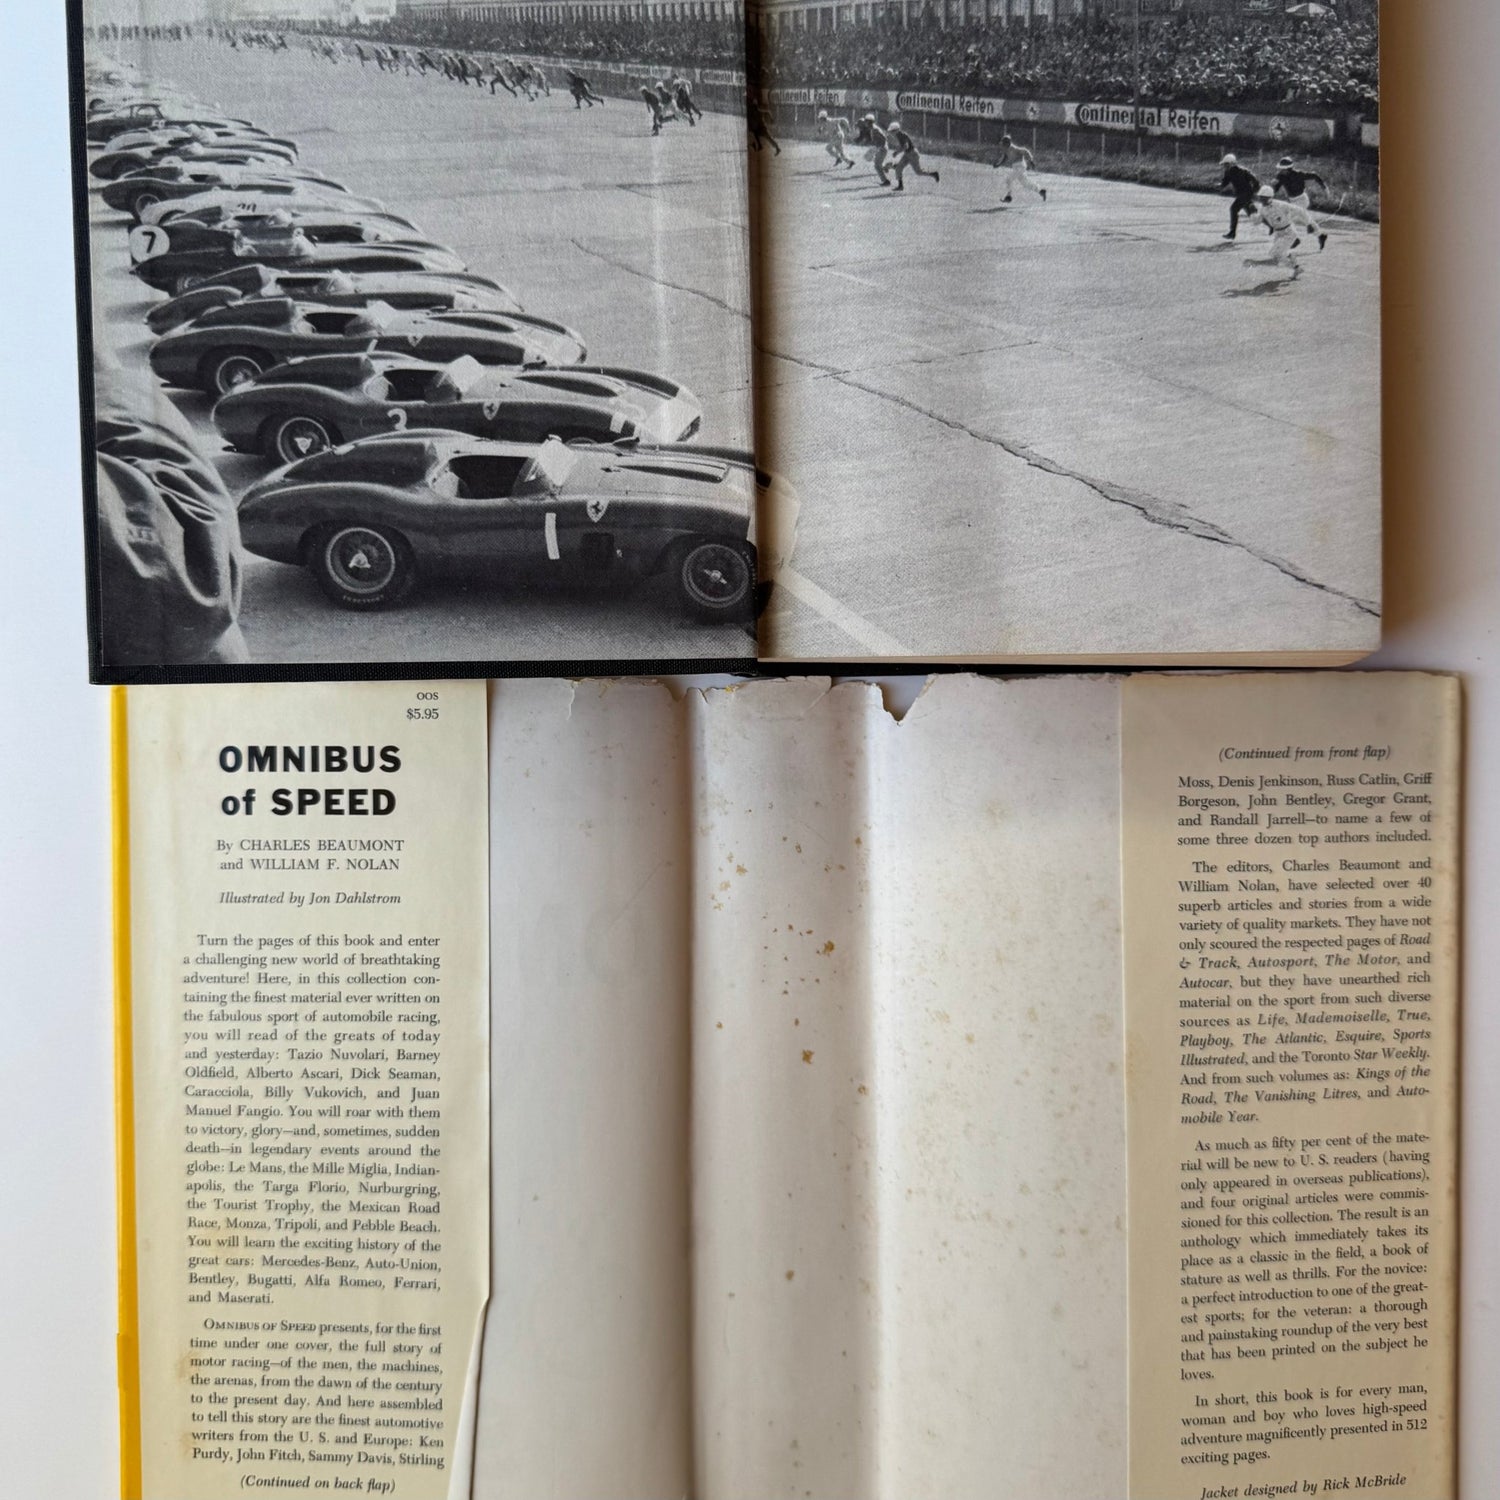 Continental Reifen
Continental Reifen
7
2
1
OOS
$5.95
OMNIBUS
of SPEED
By CHARLES BEAUMONT
and WILLIAM F. NOLAN
Illustrated by Jon Dahlstrom
Turn the pages of this book and enter
a challenging new world of breathtaking
adventure! Here, in this collection con-
taining the finest material ever written on
the fabulous sport of automobile racing,
you will read of the greats of today
and yesterday: Tazio Nuvolari, Barney
Oldfield, Alberto Ascari, Dick Seaman,
Caracciola, Billy Vukovich, and Juan
Manuel Fangio. You will roar with them
to victory, glory—and, sometimes, sudden
death—in legendary events around the
globe: Le Mans, the Mille Miglia, Indian-
apolis, the Targa Florio, Nurburgring,
the Tourist Trophy, the Mexican Road
Race, Monza, Tripoli, and Pebble Beach.
You will learn the exciting history of the
great cars: Mercedes-Benz, Auto-Union,
Bentley, Bugatti, Alfa Romeo, Ferrari,
and Maserati.
OMNIBUS OF SPEED presents, for the first
time under one cover, the full story of
motor racing—of the men, the machines,
the arenas, from the dawn of the century
to the present day. And here assembled
to tell this story are the finest automotive
writers from the U. S. and Europe: Ken
Purdy, John Fitch, Sammy Davis, Stirling
(Continued on back flap)
(Continued from front flap)
Moss, Denis Jenkinson, Russ Catlin, Griff
Borgeson, John Bentley, Gregor Grant,
and Randall Jarrell—to name a few of
some three dozen top authors included.
The editors, Charles Beaumont and
William Nolan, have selected over 40
superb articles and stories from a wide
variety of quality markets. They have not
only scoured the respected pages of Road
& Track, Autosport, The Motor, and
Autocar, but they have unearthed rich
material on the sport from such diverse
sources as Life, Mademoiselle, True,
Playboy, The Atlantic, Esquire, Sports
Illustrated, and the Toronto Star Weekly.
And from such volumes as: Kings of the
Road, The Vanishing Litres, and Auto-
mobile Year.
As much as fifty per cent of the mate-
rial will be new to U. S. readers (having
only appeared in overseas publications),
and four original articles were commis-
sioned for this collection. The result is an
anthology which immediately takes its
place as a classic in the field, a book of
stature as well as thrills. For the novice:
a perfect introduction to one of the great-
est sports; for the veteran: a thorough
and painstaking roundup of the very best
that has been printed on the subject he
loves.
In short, this book is for every man,
woman and boy who loves high-speed
adventure magnificently presented in 512
exciting pages.
Jacket designed by Rick McBride